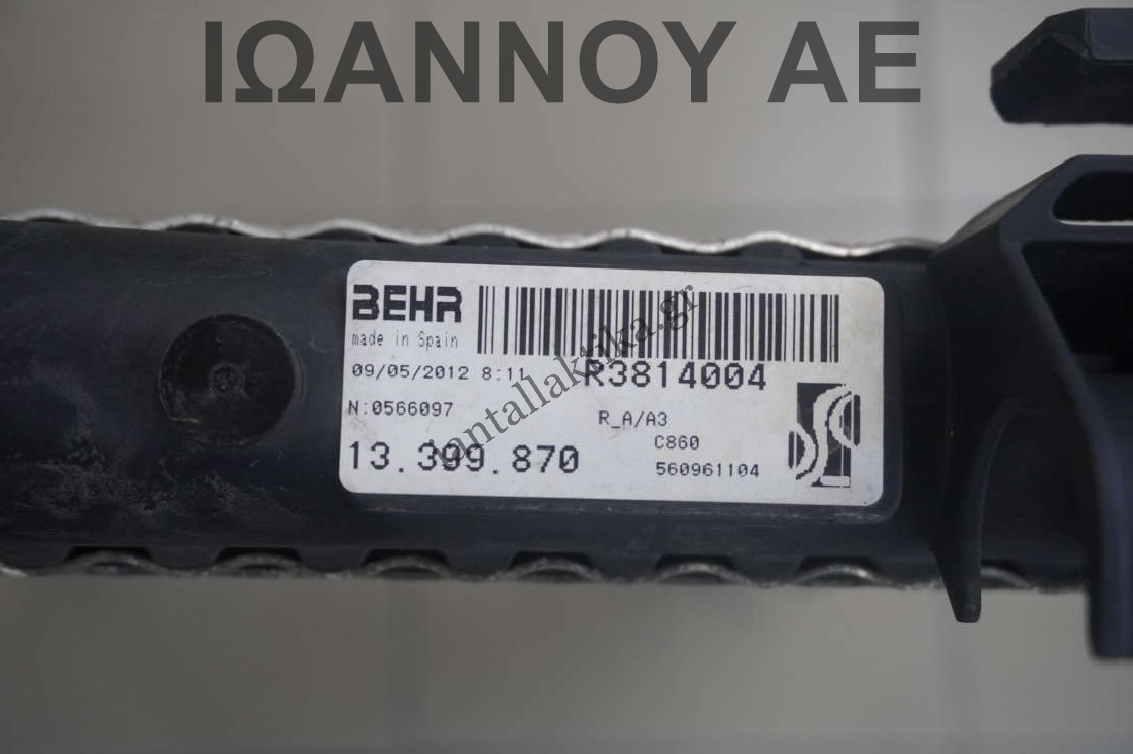 ΙΩΑΝΝΟΥ ΑΕ
BEHR
made in Spain
09/05/2012 8:11
R3814004
N:0566097
R_A/A3
C860
13.399.870
560961104
antallaktika.gr